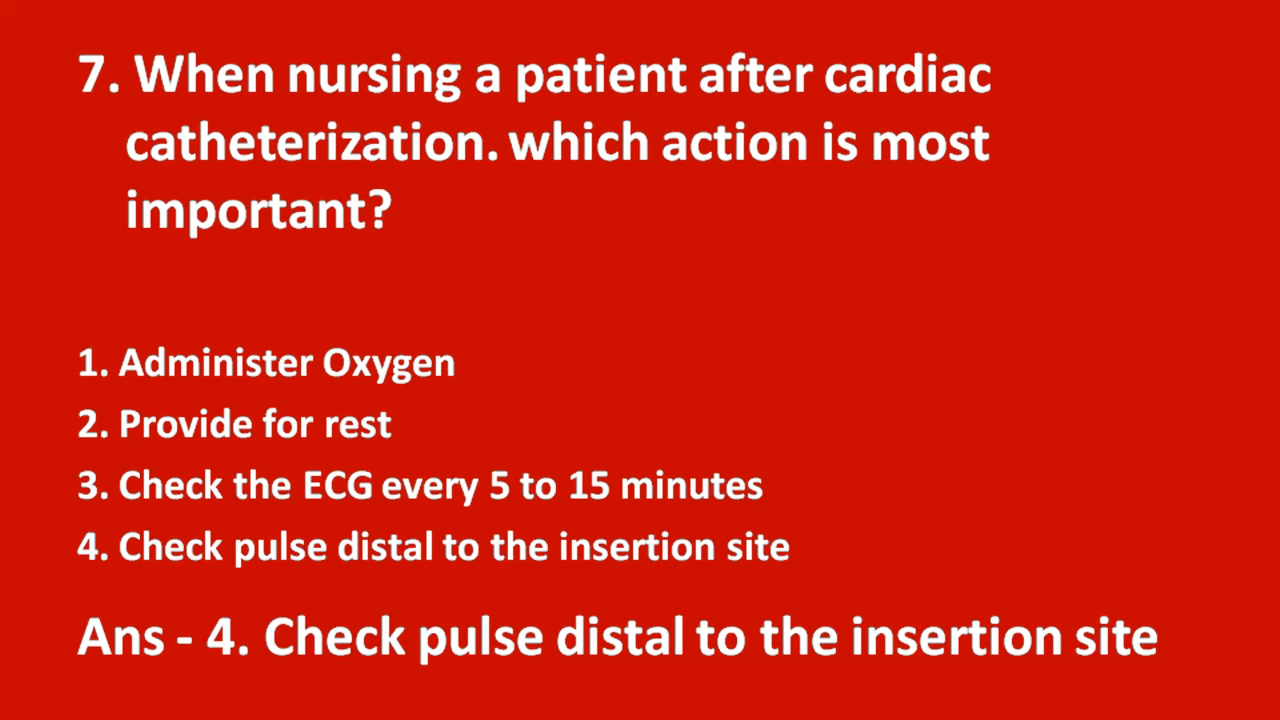 7. When nursing a patient after cardiac
catheterization. which action is most
important?
1. Administer Oxygen
2. Provide for rest
3. Check the ECG every 5 to 15 minutes
4. Check pulse distal to the insertion site
Ans - 4. Check pulse distal to the insertion site